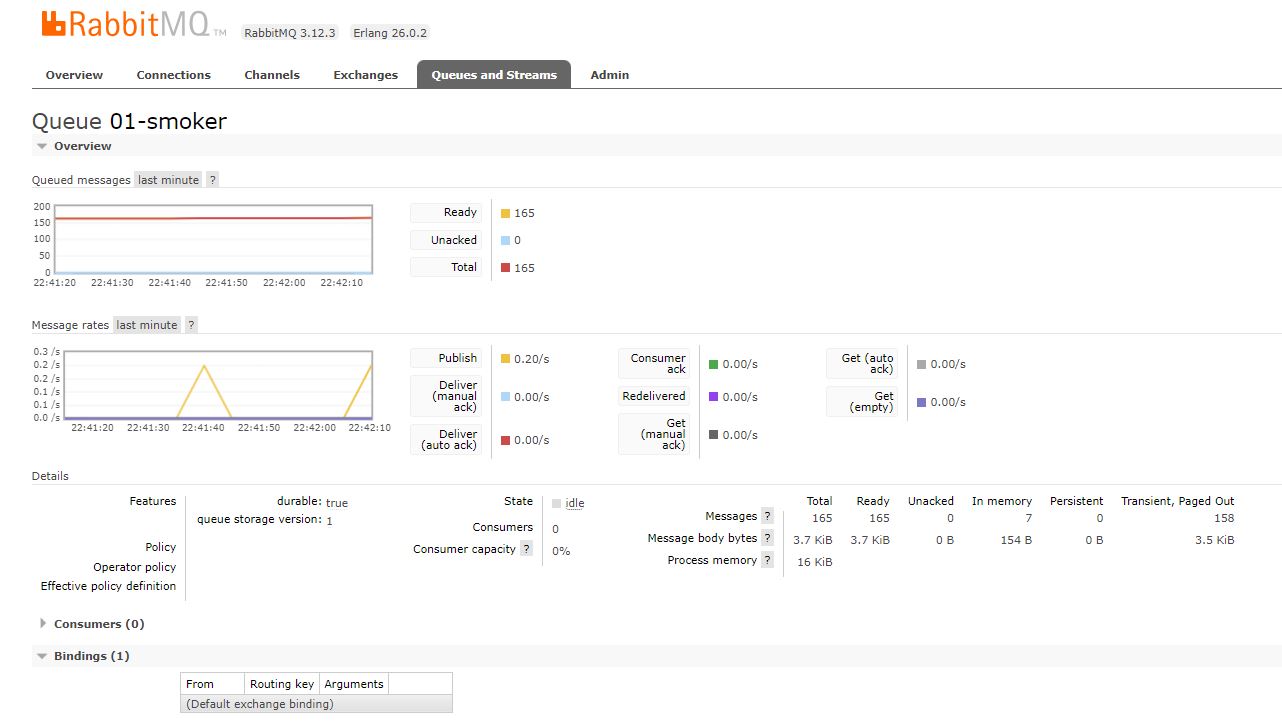 RabbitMQ TM RabbitMQ 3.12.3 Erlang 26.0.2
Overview Connections Channels Exchanges Queues and Streams Admin
Queue 01-smoker
Overview
Queued messages last minute ?
200
150
100
50
0
22:41:20 22:41:30 22:41:40 22:41:50 22:42:00 22:42:10
Ready 165
Unacked 0
Total 165
Message rates last minute ?
0.3 /s
0.2 /s
0.2 /s
0.1 /s
0.1 /s
0.0 /s
22:41:20 22:41:30 22:41:40 22:41:50 22:42:00 22:42:10
Publish 0.20/s
Deliver
(manual
ack) 0.00/s
Deliver
(auto ack) 0.00/s
Consumer
ack 0.00/s
Redelivered 0.00/s
Get
(manual
ack) 0.00/s
Get (auto
ack) 0.00/s
Get
(empty) 0.00/s
Details
Features durable: true
queue storage version: 1
Policy
Operator policy
Effective policy definition
State idle
Consumers 0
Consumer capacity ? 0%
Total Ready Unacked In memory Persistent Transient, Paged Out
Messages ? 165 165 0 7 0 158
Message body bytes ? 3.7 KiB 3.7 KiB 0 B 154 B 0 B 3.5 KiB
Process memory ? 16 KiB
Consumers (0)
Bindings (1)
From Routing key Arguments
(Default exchange binding)